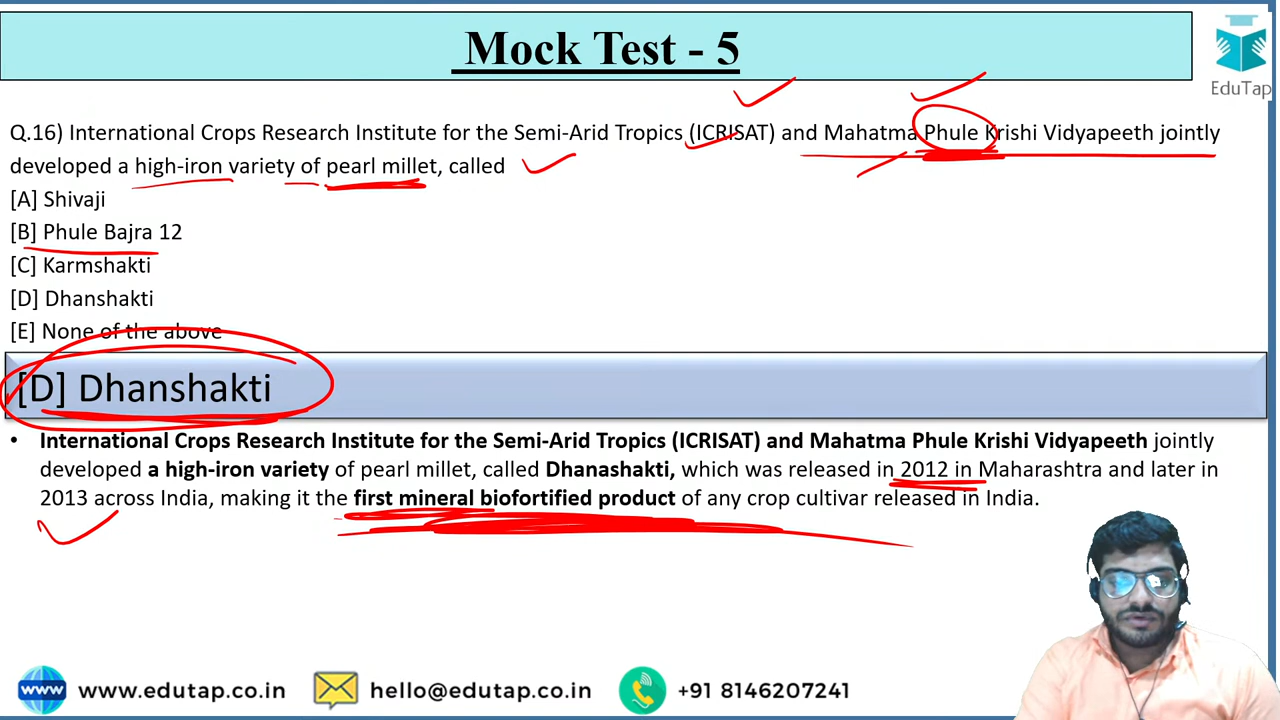 Mock Test - 5
EduTap
Q.16) International Crops Research Institute for the Semi-Arid Tropics (ICRISAT) and Mahatma Phule Krishi Vidyapeeth jointly
developed a high-iron variety of pearl millet, called
[A] Shivaji
[B] Phule Bajra 12
[C] Karmshakti
[D] Dhanshakti
[E] None of the above
[D] Dhanshakti
• International Crops Research Institute for the Semi-Arid Tropics (ICRISAT) and Mahatma Phule Krishi Vidyapeeth jointly
developed a high-iron variety of pearl millet, called Dhanashakti, which was released in 2012 in Maharashtra and later in
2013 across India, making it the first mineral biofortified product of any crop cultivar released in India.
www www.edutap.co.in hello@edutap.co.in +91 8146207241